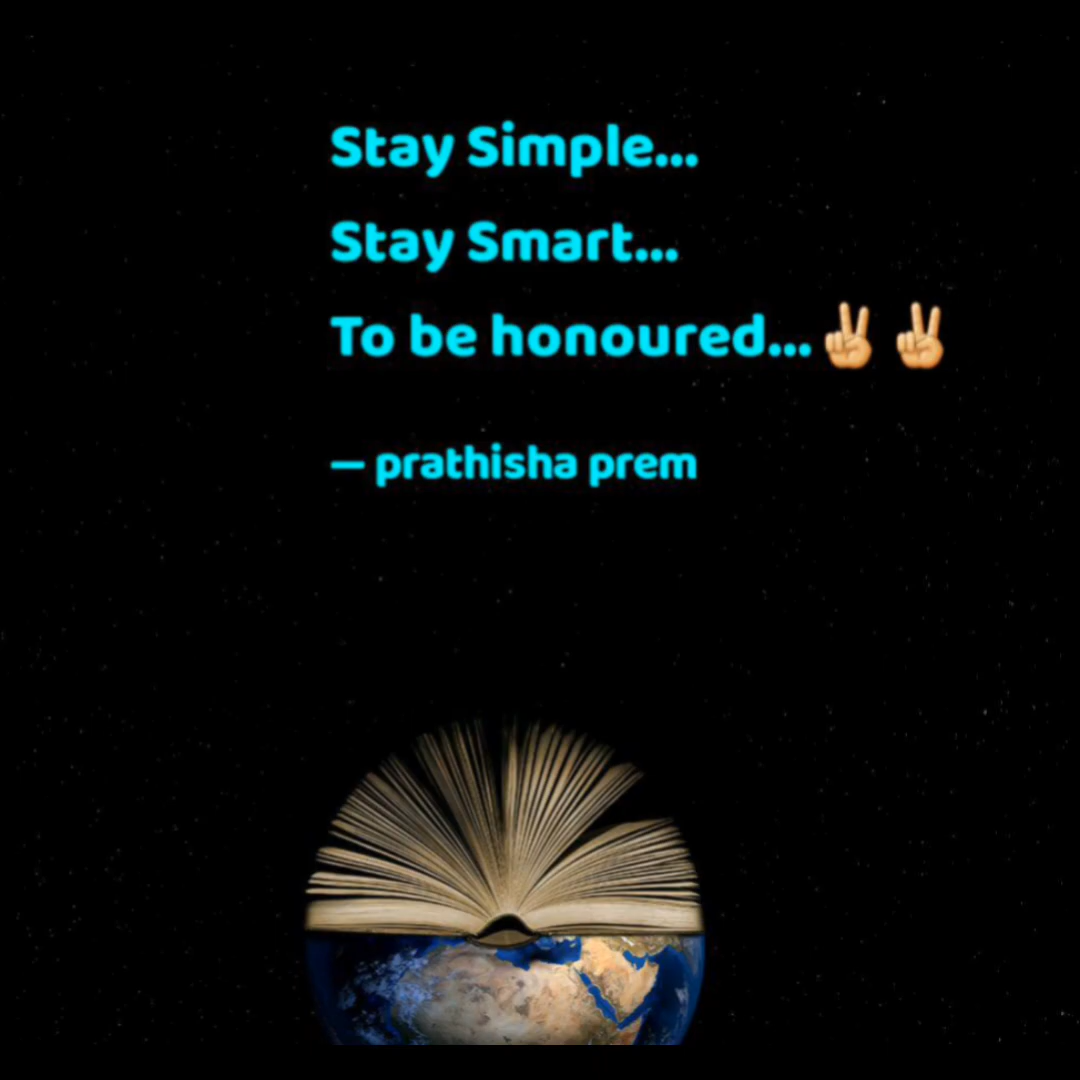 Stay Simple...
Stay Smart...
To be honoured...✌🏼 ✌🏼
— prathisha prem